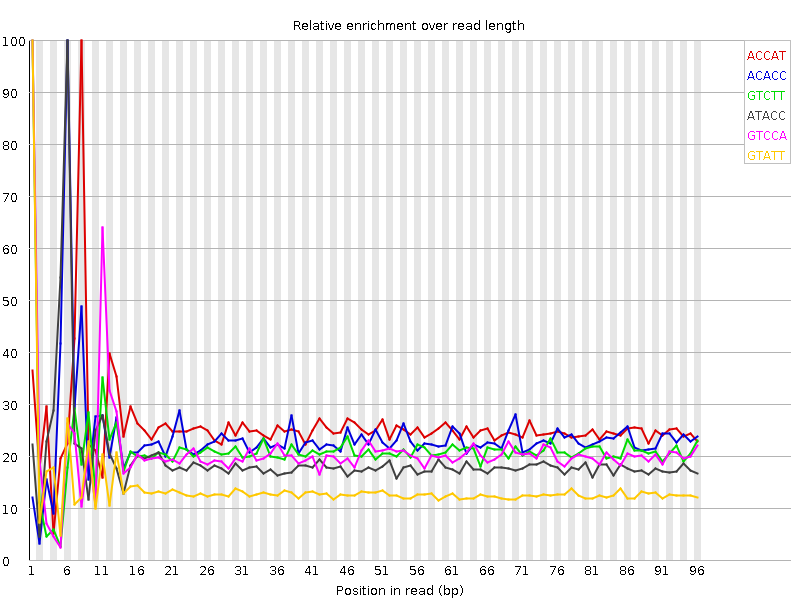 Relative enrichment over read length
100
90
80
70
60
50
40
30
20
10
0
ACCAT
ACACC
GTCTT
ATACC
GTCCA
GTATT
1 6 11 16 21 26 31 36 41 46 51 56 61 66 71 76 81 86 91 96
Position in read (bp)